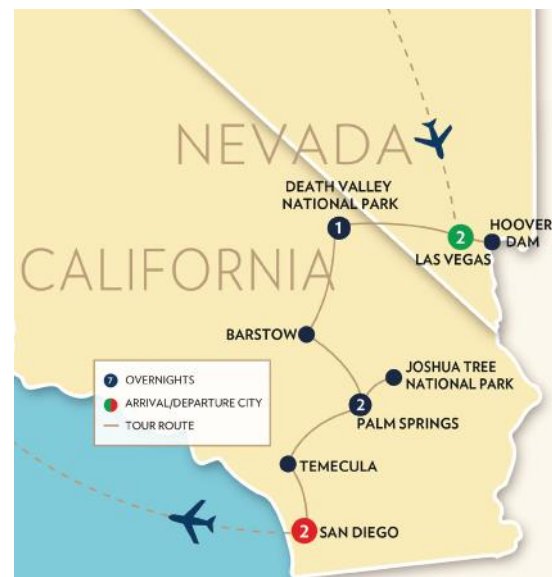 NEVADA
DEATH VALLEY
NATIONAL PARK
1
2
HOOVER
DAM
LAS VEGAS
CALIFORNIA
BARSTOW
JOSHUA TREE
NATIONAL PARK
7 OVERNIGHTS
ARRIVAL/DEPARTURE CITY
TOUR ROUTE
2
PALM SPRINGS
TEMECULA
2 SAN DIEGO